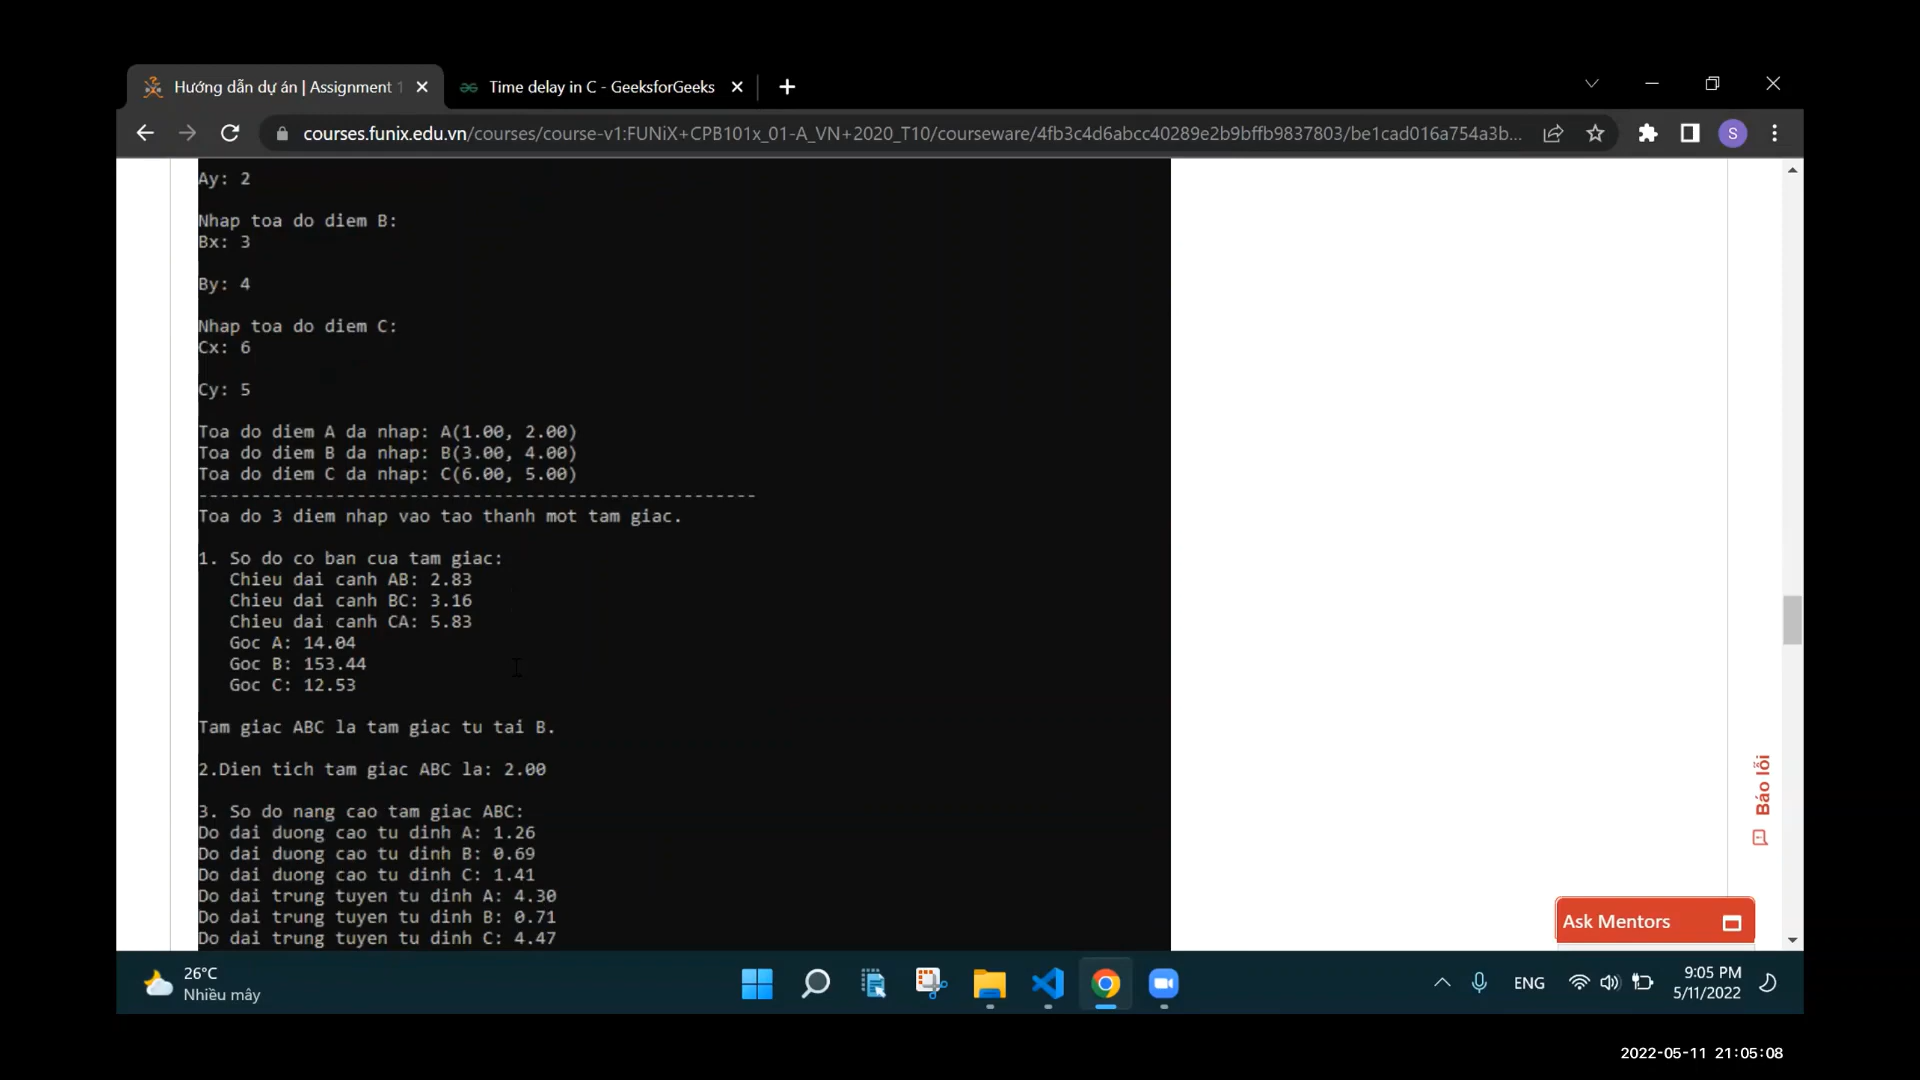 Hướng dẫn dự án | Assignment 1
Time delay in C - GeeksforGeeks
courses.funix.edu.vn/courses/course-v1:FUNiX+CPB101x_01-A_VN+2020_T10/courseware/4fb3c4d6abcc40289e2b9bffb9837803/be1cad016a754a3b...
S
Ay: 2
Nhap toa do diem B:
Bx: 3
By: 4
Nhap toa do diem C:
Cx: 6
Cy: 5
Toa do diem A da nhap: A(1.00, 2.00)
Toa do diem B da nhap: B(3.00, 4.00)
Toa do diem C da nhap: C(6.00, 5.00)
-----------------------------------------------------
Toa do 3 diem nhap vao tao thanh mot tam giac.
1. So do co ban cua tam giac:
Chieu dai canh AB: 2.83
Chieu dai canh BC: 3.16
Chieu dai canh CA: 5.83
Goc A: 14.04
Goc B: 153.44
Goc C: 12.53
Tam giac ABC la tam giac tu tai B.
2.Dien tich tam giac ABC la: 2.00
3. So do nang cao tam giac ABC:
Do dai duong cao tu dinh A: 1.26
Do dai duong cao tu dinh B: 0.69
Do dai duong cao tu dinh C: 1.41
Do dai trung tuyen tu dinh A: 4.30
Do dai trung tuyen tu dinh B: 0.71
Do dai trung tuyen tu dinh C: 4.47
Báo lỗi
Ask Mentors
26°C
Nhiều mây
ENG
9:05 PM
5/11/2022
2022-05-11 21:05:08